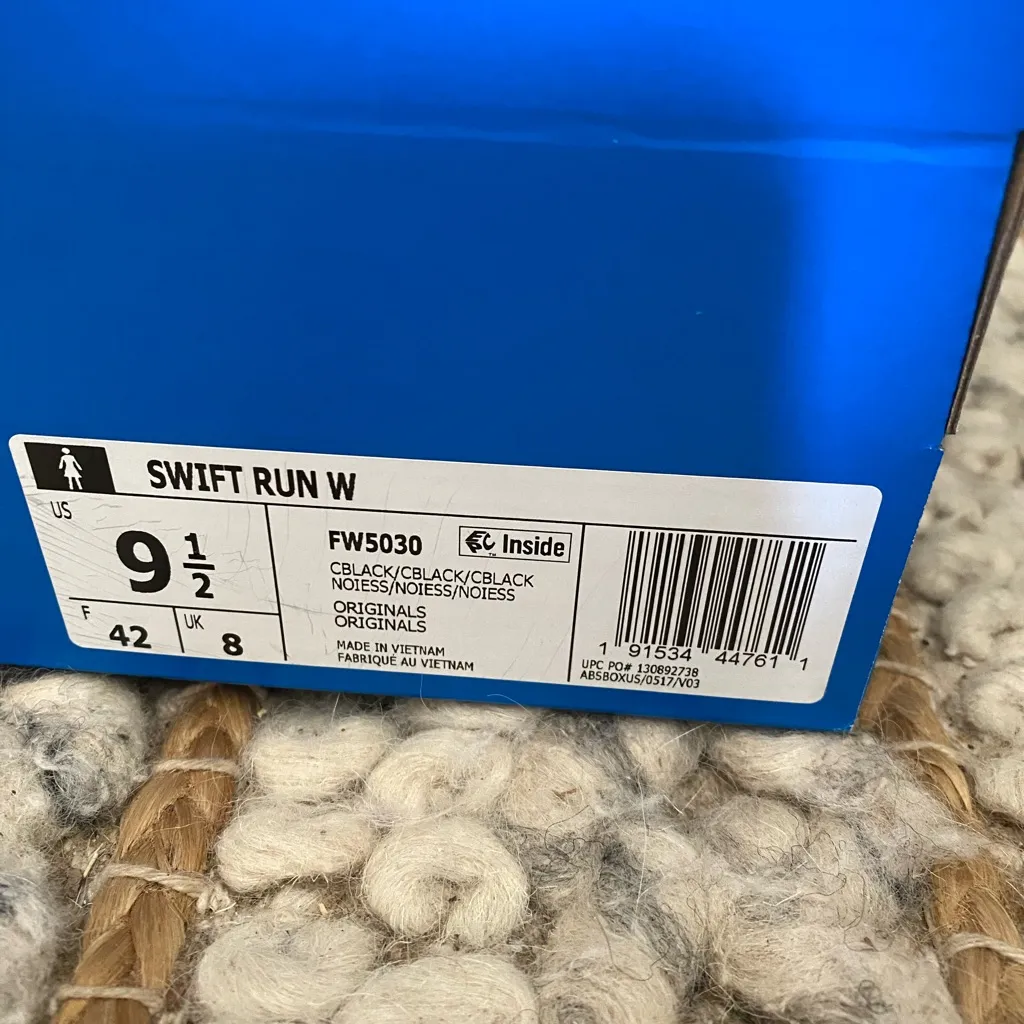 SWIFT RUN W
US
9 1/2
F
42
UK
8
FW5030
Inside
CBLACK/CBLACK/CBLACK
NOIESS/NOIESS/NOIESS
ORIGINALS
ORIGINALS
MADE IN VIETNAM
FABRIQUÉ AU VIETNAM
1 91534 44761 1
UPC PO# 130892738
ABSBOXUS/0517/V03